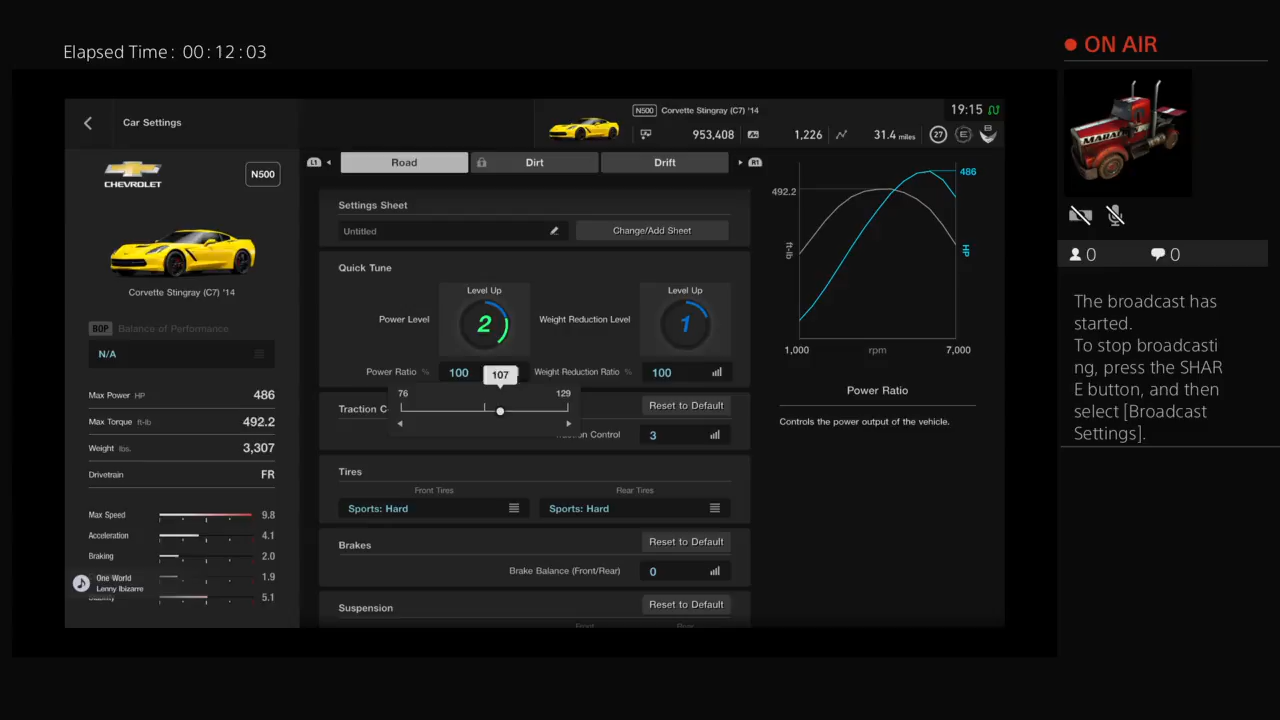 Elapsed Time: 00:12:03
ON AIR
Car Settings
N500 Corvette Stingray (C7) '14
953,408 1,226 31.4 miles 27 E
19:15
CHEVROLET
N500
Corvette Stingray (C7) '14
BOP Balance of Performance
N/A
Max Power HP 486
Max Torque ft-lb 492.2
Weight lbs. 3,307
Drivetrain FR
Max Speed 9.8
Acceleration 4.1
Braking 2.0
1.9
5.1
One World
Lenny Ibizarre
L1 Road Dirt Drift R1
Settings Sheet
Untitled Change/Add Sheet
Quick Tune
Level Up Level Up
Power Level 2 Weight Reduction Level 1
Power Ratio % 100 Weight Reduction Ratio % 100
107
76 129
Traction C Reset to Default
ction Control 3
Tires
Front Tires Rear Tires
Sports: Hard Sports: Hard
Brakes Reset to Default
Brake Balance (Front/Rear) 0
Suspension Reset to Default
Front Rear
492.2 486
ft-lb HP
1,000 rpm 7,000
Power Ratio
Controls the power output of the vehicle.
MARAU
0 0
The broadcast has
started.
To stop broadcasti
ng, press the SHAR
E button, and then
select [Broadcast
Settings].